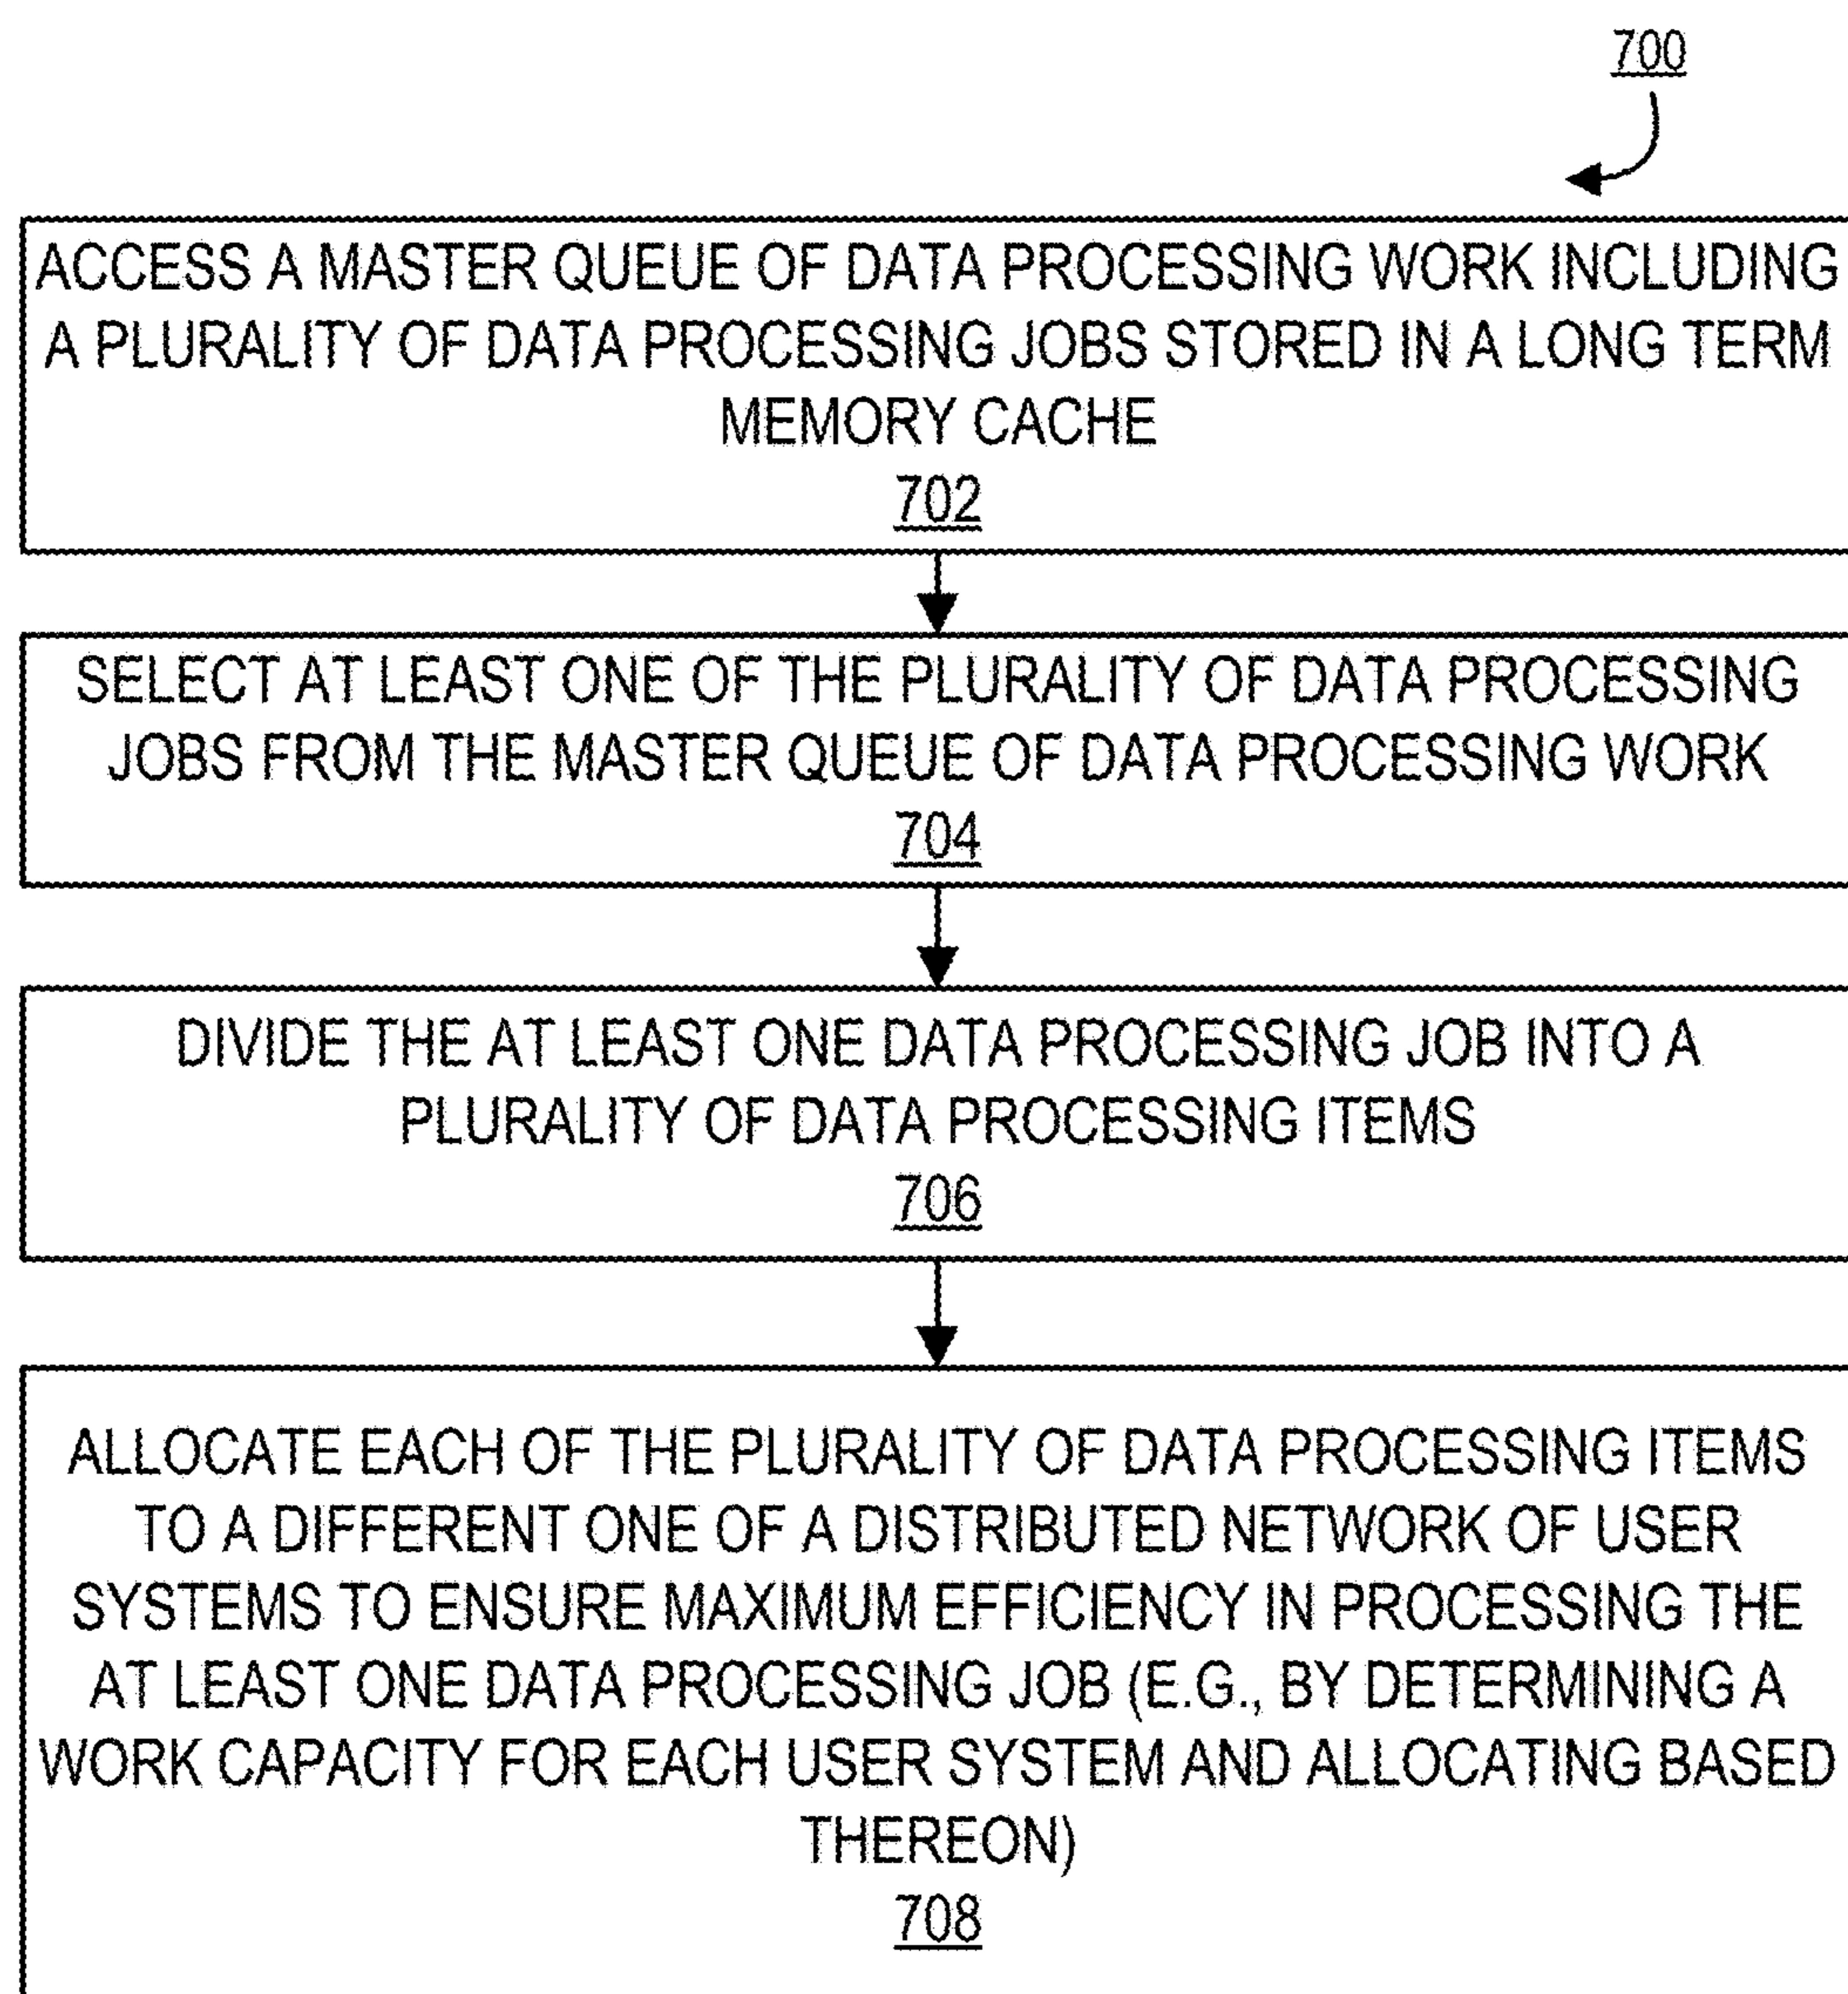 700
ACCESS A MASTER QUEUE OF DATA PROCESSING WORK INCLUDING
A PLURALITY OF DATA PROCESSING JOBS STORED IN A LONG TERM
MEMORY CACHE
702
SELECT AT LEAST ONE OF THE PLURALITY OF DATA PROCESSING
JOBS FROM THE MASTER QUEUE OF DATA PROCESSING WORK
704
DIVIDE THE AT LEAST ONE DATA PROCESSING JOB INTO A
PLURALITY OF DATA PROCESSING ITEMS
706
ALLOCATE EACH OF THE PLURALITY OF DATA PROCESSING ITEMS
TO A DIFFERENT ONE OF A DISTRIBUTED NETWORK OF USER
SYSTEMS TO ENSURE MAXIMUM EFFICIENCY IN PROCESSING THE
AT LEAST ONE DATA PROCESSING JOB (E.G., BY DETERMINING A
WORK CAPACITY FOR EACH USER SYSTEM AND ALLOCATING BASED
THEREON)
708